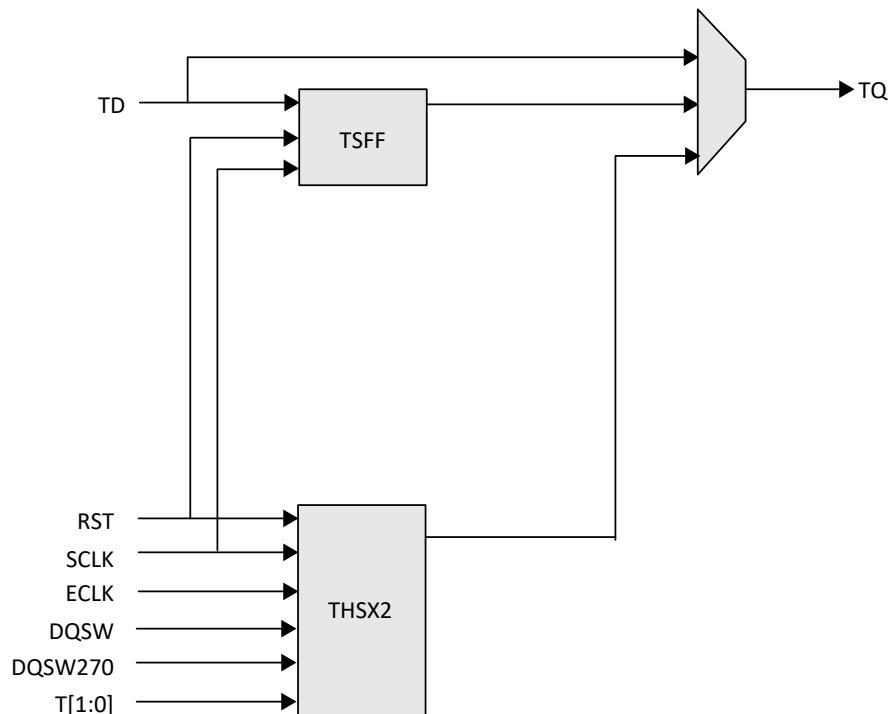 TD
TSFF
TQ
RST
SCLK
ECLK
DQSW
DQSW270
T[1:0]
THSX2